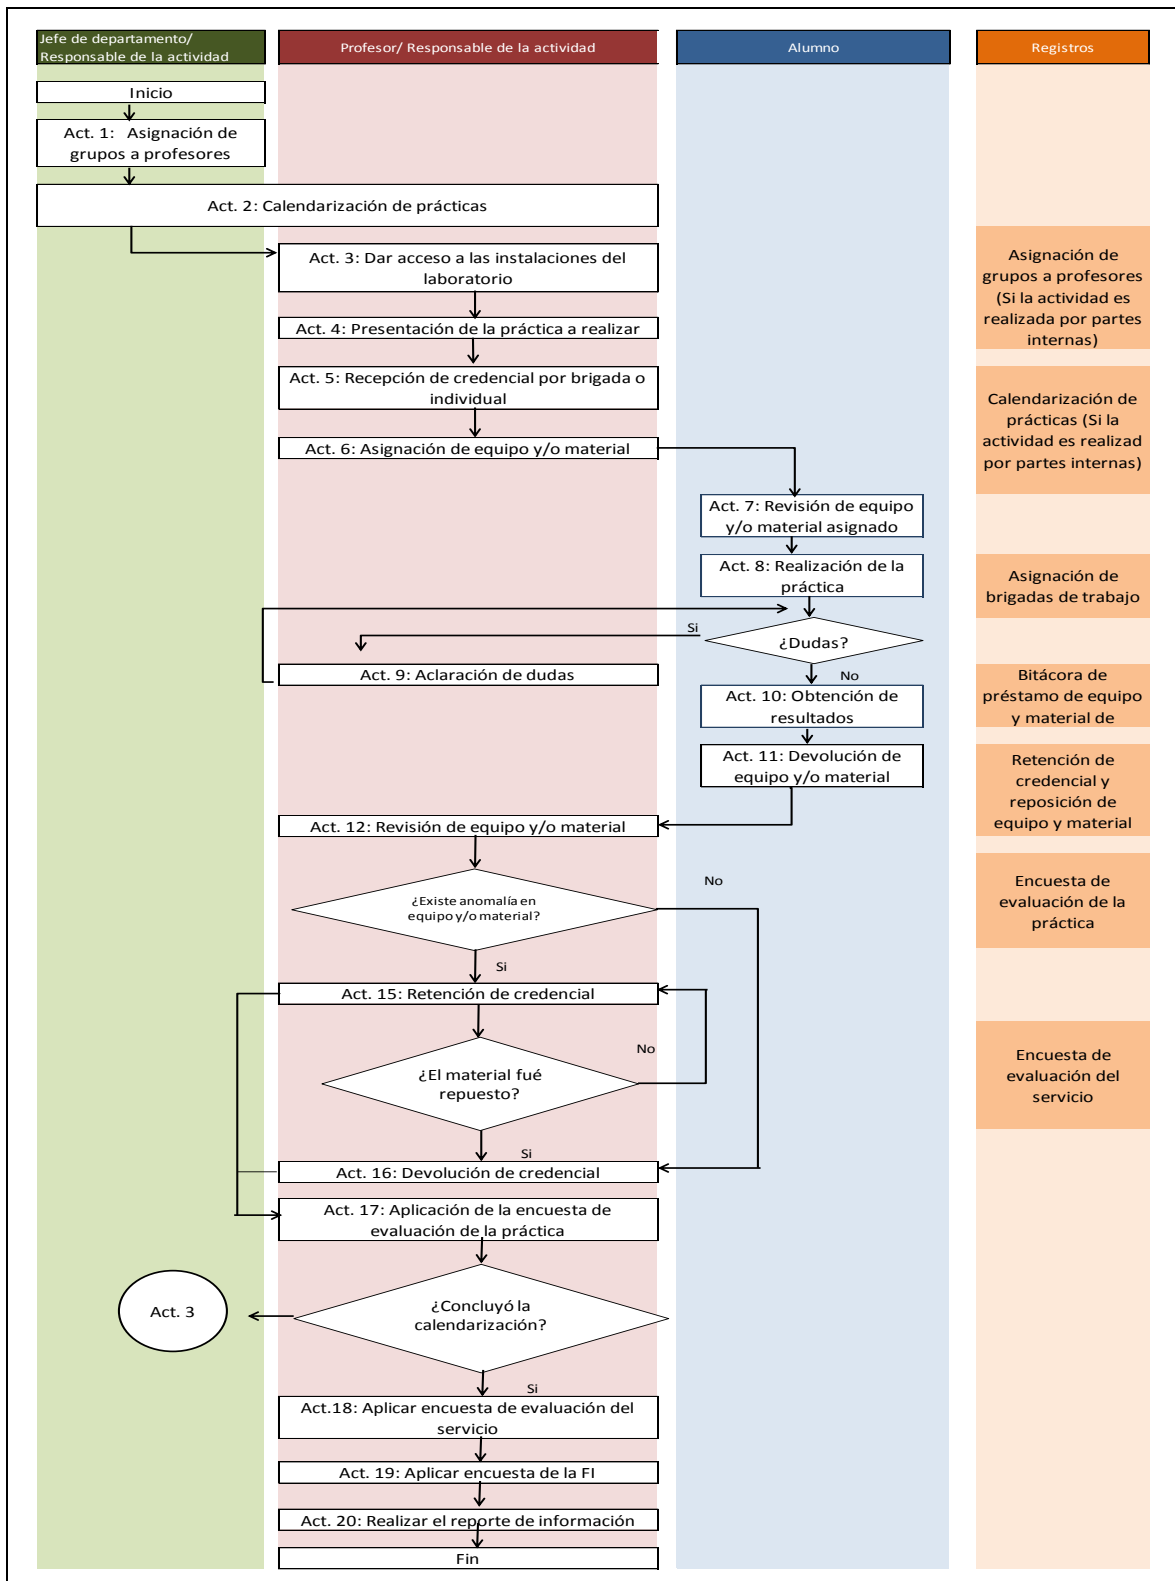 Jefe de departamento/
Responsable de la actividad
Profesor/ Responsable de la actividad
Alumno
Registros
Inicio
Act. 1:   Asignación de
grupos a profesores
Act. 2: Calendarización de prácticas
Act. 3: Dar acceso a las instalaciones del
laboratorio
Asignación de
grupos a profesores
(Si la actividad es
realizada por partes
internas)
Act. 4: Presentación de la práctica a realizar
Act. 5: Recepción de credencial por brigada o
individual
Calendarización de
prácticas (Si la
actividad es realizad
por partes internas)
Act. 6: Asignación de equipo y/o material
Act. 7: Revisión de equipo
y/o material asignado
Act. 8: Realización de la
práctica
Asignación de
brigadas de trabajo
Si
¿Dudas?
Act. 9: Aclaración de dudas
No
Bitácora de
préstamo de equipo
y material de
Act. 10: Obtención de
resultados
Act. 11: Devolución de
equipo y/o material
Retención de
credencial y
reposición de
equipo y material
Act. 12: Revisión de equipo y/o material
¿Existe anomalía en
equipo y/o material?
No
Encuesta de
evaluación de la
práctica
Si
Act. 15: Retención de credencial
No
¿El material fué
repuesto?
Encuesta de
evaluación del
servicio
Si
Act. 16: Devolución de credencial
Act. 17: Aplicación de la encuesta de
evaluación de la práctica
¿Concluyó la
calendarización?
Act. 3
Si
Act.18: Aplicar encuesta de evaluación del
servicio
Act. 19: Aplicar encuesta de la FI
Act. 20: Realizar el reporte de información
Fin